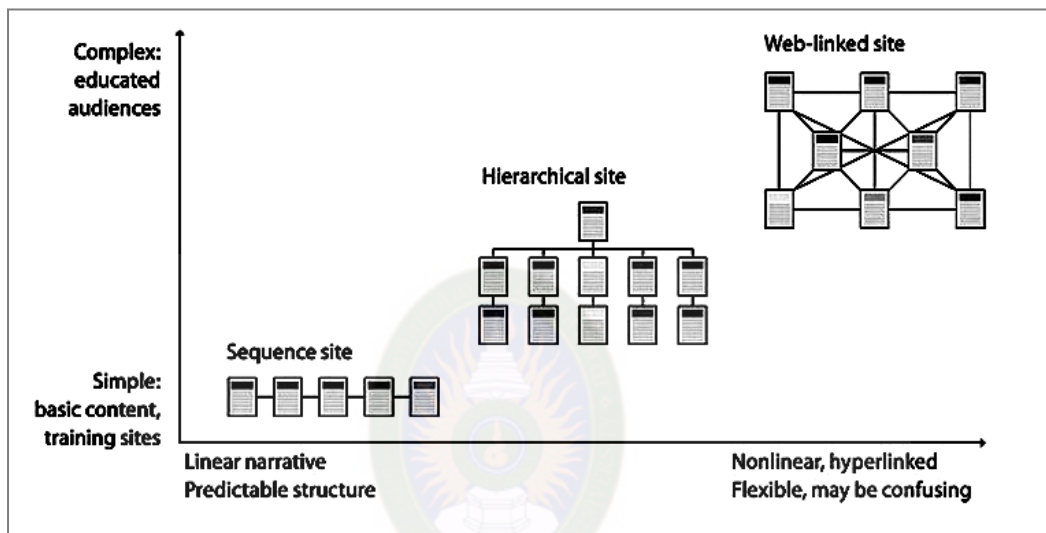 Complex:
educated
audiences
Web-linked site
Hierarchical site
Sequence site
Simple:
basic content,
training sites
Linear narrative
Predictable structure
Nonlinear, hyperlinked
Flexible, may be confusing